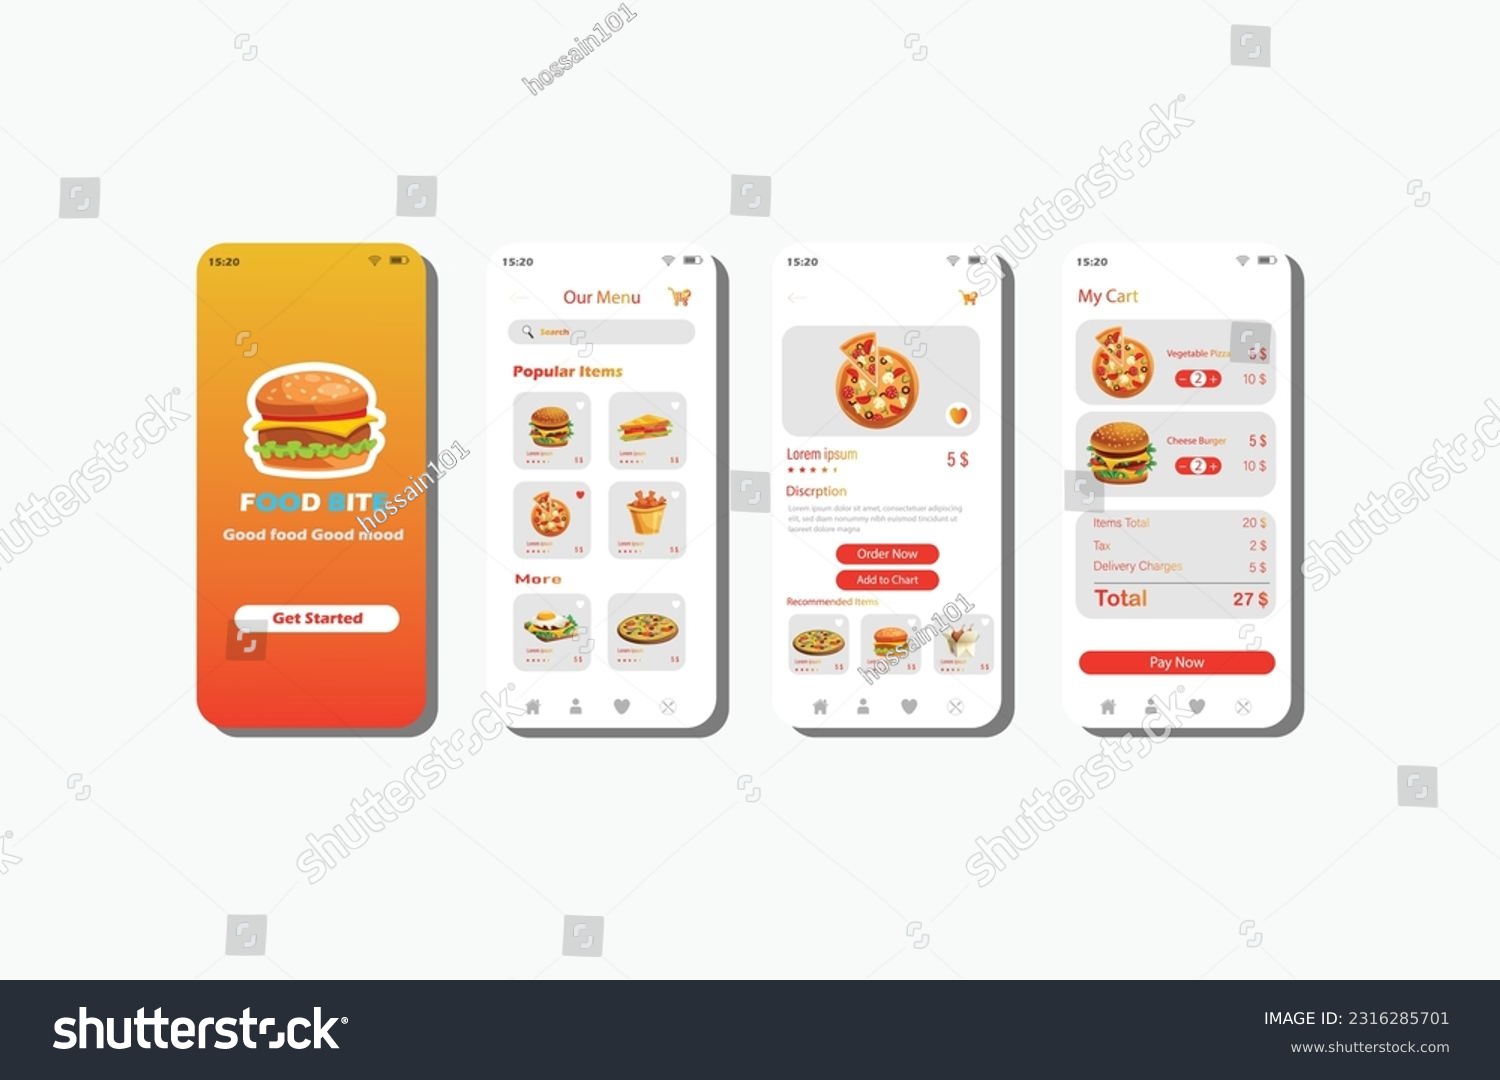 15:20
FOOD BITE
Good food Good mood
Get Started
15:20
Our Menu
Search
Popular Items
Lorem ipsum
5 $
Lorem ipsum
5 $
Lorem ipsum
5 $
Lorem ipsum
5 $
More
Lorem ipsum
5 $
Lorem ipsum
5 $
15:20
Lorem ipsum
5 $
Discrption
Lorem ipsum dolor sit amet, consectetuer adipiscing
elit, sed diam nonummy nibh euismod tincidunt ut
laoreet dolore magna
Order Now
Add to Chart
Recommended Items
Lorem ipsum
5 $
Lorem ipsum
5 $
Lorem ipsum
5 $
15:20
My Cart
Vegetable Pizza
5 $
− 2 +
10 $
Cheese Burger
5 $
− 2 +
10 $
Items Total 20 $
Tax 2 $
Delivery Charges 5 $
Total 27 $
Pay Now
hossain101
hossain101
hossain101
shutterstock
shutterstock
shutterstock
shutterstock
shutterstock
shutterstock
shutterstock
IMAGE ID: 2316285701
www.shutterstock.com